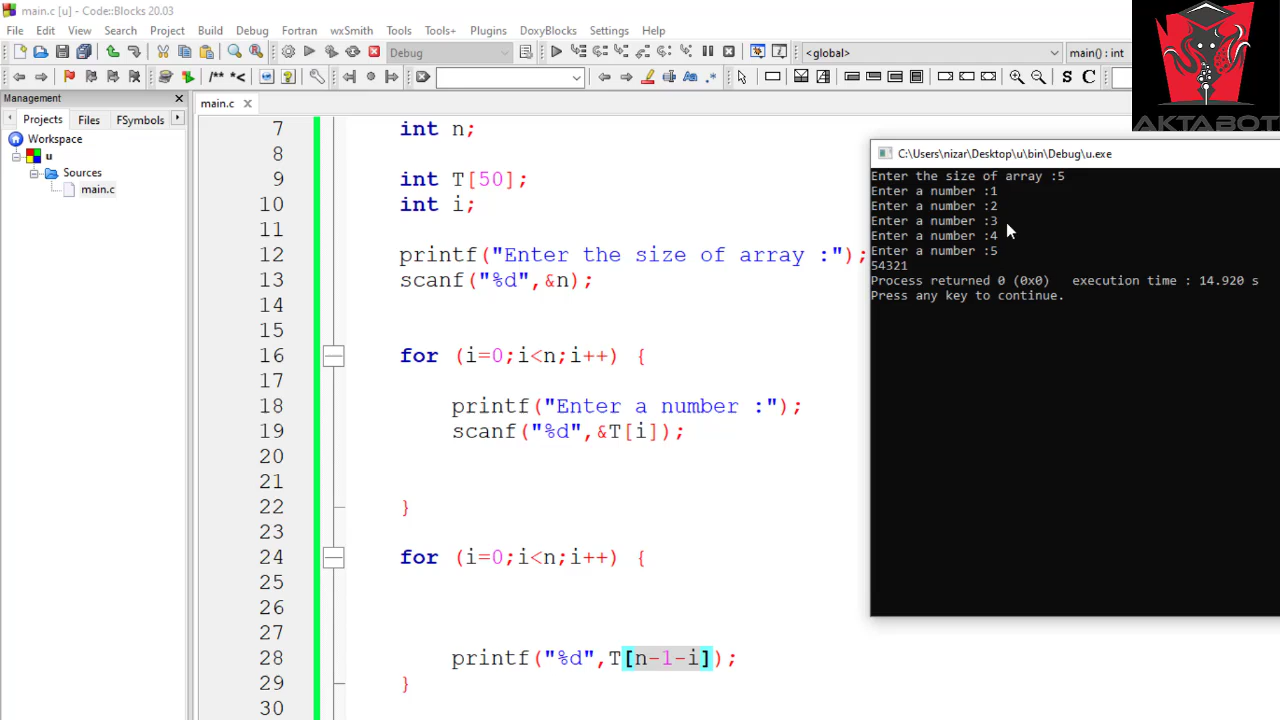 main.c [u] - Code::Blocks 20.03
File Edit View Search Project Build Debug Fortran wxSmith Tools Tools+ Plugins DoxyBlocks Settings Help
Debug
<global>
main() : int
/** *<
S C
Management
Projects Files FSymbols
Workspace
u
Sources
main.c
main.c
7 int n;
8
9 int T[50];
10 int i;
11
12 printf("Enter the size of array :");
13 scanf("%d",&n);
14
15
16 for (i=0;i<n;i++) {
17
18 printf("Enter a number :");
19 scanf("%d",&T[i]);
20
21
22 }
23
24 for (i=0;i<n;i++) {
25
26
27
28 printf("%d",T[n-1-i]);
29 }
30
C:\Users\nizar\Desktop\u\bin\Debug\u.exe
Enter the size of array :5
Enter a number :1
Enter a number :2
Enter a number :3
Enter a number :4
Enter a number :5
54321
Process returned 0 (0x0) execution time : 14.920 s
Press any key to continue.
AKTABOT